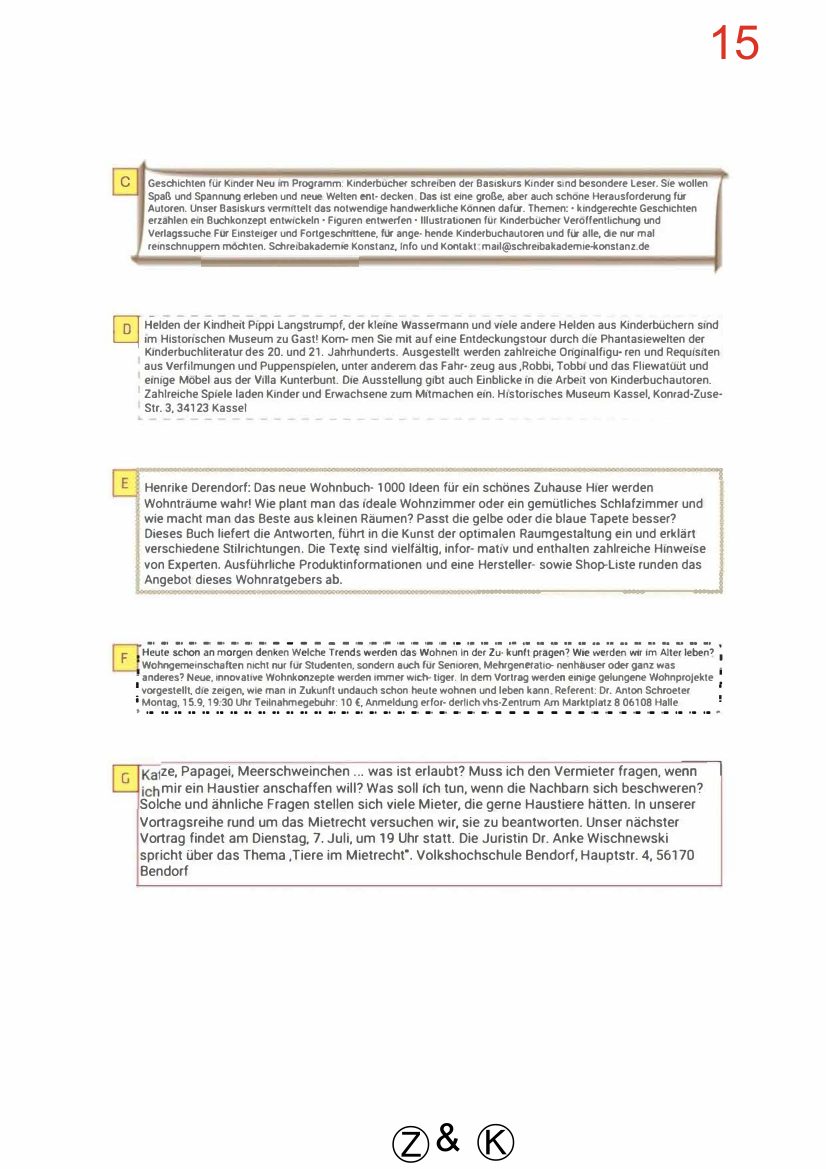 15
C
Geschichten für Kinder Neu im Programm: Kinderbücher schreiben der Basiskurs Kinder sind besondere Leser. Sie wollen
Spaß und Spannung erleben und neue Welten ent- decken. Das ist eine große, aber auch schöne Herausforderung für
Autoren. Unser Basiskurs vermittelt das notwendige handwerkliche Können dafür. Themen: • kindgerechte Geschichten
erzählen ein Buchkonzept entwickeln • Figuren entwerfen • Illustrationen für Kinderbücher Veröffentlichung und
Verlagssuche Für Einsteiger und Fortgeschrittene, für ange- hende Kinderbuchautoren und für alle, die nur mal
reinschnuppern möchten. Schreibakademie Konstanz, Info und Kontakt: mail@schreibakademie-konstanz.de
D
Helden der Kindheit Pippi Langstrumpf, der kleine Wassermann und viele andere Helden aus Kinderbüchern sind
im Historischen Museum zu Gast! Kom- men Sie mit auf eine Entdeckungstour durch die Phantasiewelten der
Kinderbuchliteratur des 20. und 21. Jahrhunderts. Ausgestellt werden zahlreiche Originalfigu- ren und Requisiten
aus Verfilmungen und Puppenspielen, unter anderem das Fahr- zeug aus ,Robbi, Tobbi und das Fliewatüüt und
einige Möbel aus der Villa Kunterbunt. Die Ausstellung gibt auch Einblicke in die Arbeit von Kinderbuchautoren.
Zahlreiche Spiele laden Kinder und Erwachsene zum Mitmachen ein. Historisches Museum Kassel, Konrad-Zuse-
Str. 3, 34123 Kassel
E
Henrike Derendorf: Das neue Wohnbuch- 1000 Ideen für ein schönes Zuhause Hier werden
Wohnträume wahr! Wie plant man das ideale Wohnzimmer oder ein gemütliches Schlafzimmer und
wie macht man das Beste aus kleinen Räumen? Passt die gelbe oder die blaue Tapete besser?
Dieses Buch liefert die Antworten, führt in die Kunst der optimalen Raumgestaltung ein und erklärt
verschiedene Stilrichtungen. Die Texte sind vielfältig, infor- mativ und enthalten zahlreiche Hinweise
von Experten. Ausführliche Produktinformationen und eine Hersteller- sowie Shop-Liste runden das
Angebot dieses Wohnratgebers ab.
F
Heute schon an morgen denken Welche Trends werden das Wohnen in der Zu- kunft prägen? Wie werden wir im Alter leben?
Wohngemeinschaften nicht nur für Studenten, sondern auch für Senioren, Mehrgeneratio- nenhäuser oder ganz was
anderes? Neue, innovative Wohnkonzepte werden immer wich- tiger. In dem Vortrag werden einige gelungene Wohnprojekte
vorgestellt, die zeigen, wie man in Zukunft undauch schon heute wohnen und leben kann. Referent: Dr. Anton Schroeter
Montag, 15.9, 19:30 Uhr Teilnahmegebühr: 10 €, Anmeldung erfor- derlich vhs-Zentrum Am Marktplatz 8 06108 Halle
G
Katze, Papagei, Meerschweinchen ... was ist erlaubt? Muss ich den Vermieter fragen, wenn
ich mir ein Haustier anschaffen will? Was soll ich tun, wenn die Nachbarn sich beschweren?
Solche und ähnliche Fragen stellen sich viele Mieter, die gerne Haustiere hätten. In unserer
Vortragsreihe rund um das Mietrecht versuchen wir, sie zu beantworten. Unser nächster
Vortrag findet am Dienstag, 7. Juli, um 19 Uhr statt. Die Juristin Dr. Anke Wischnewski
spricht über das Thema ,Tiere im Mietrecht". Volkshochschule Bendorf, Hauptstr. 4, 56170
Bendorf
Z & K